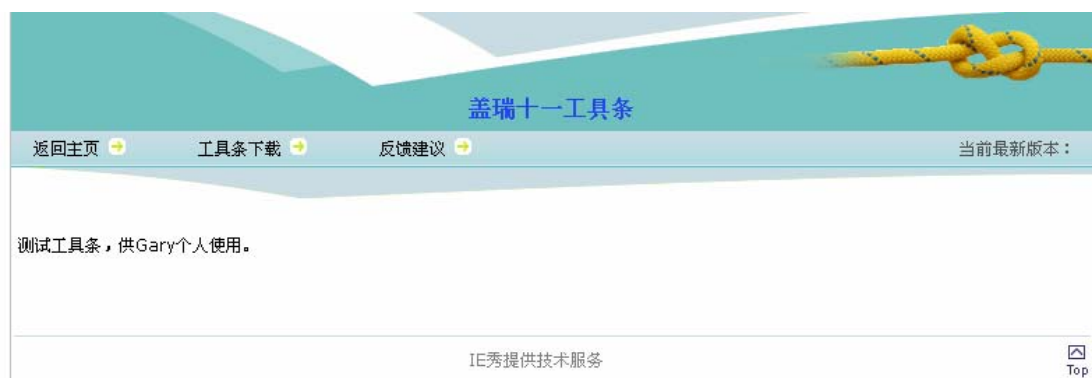 盖瑞十一工具条
返回主页 工具条下载 反馈建议 当前最新版本：
测试工具条，供Gary个人使用。
IE秀提供技术服务
Top